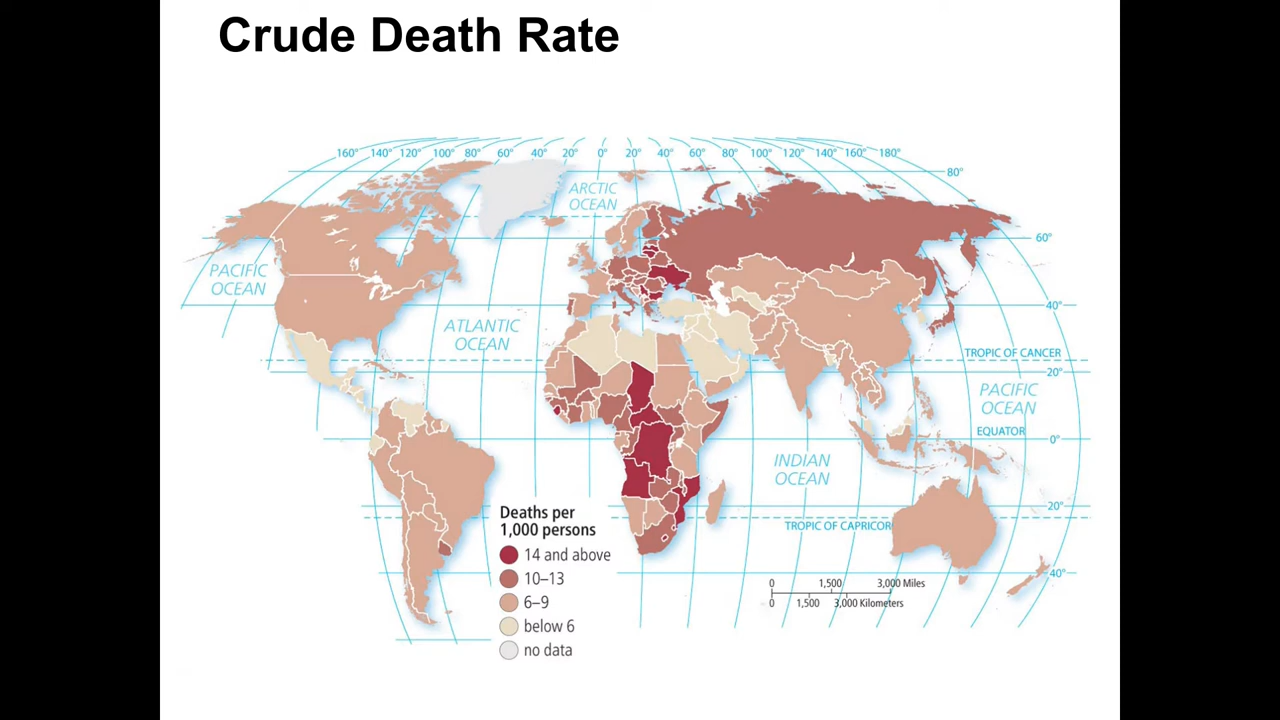 Crude Death Rate
160° 140° 120° 100° 80° 60° 40° 20° 0° 20° 40° 60° 80° 100° 120° 140° 160° 180°
80°
ARCTIC
OCEAN
60°
PACIFIC
OCEAN
40°
ATLANTIC
OCEAN
TROPIC OF CANCER
20°
PACIFIC
OCEAN
EQUATOR
0°
INDIAN
OCEAN
20°
TROPIC OF CAPRICOR
40°
Deaths per
1,000 persons
14 and above
10–13
6–9
below 6
no data
0 1,500 3,000 Miles
0 1,500 3,000 Kilometers